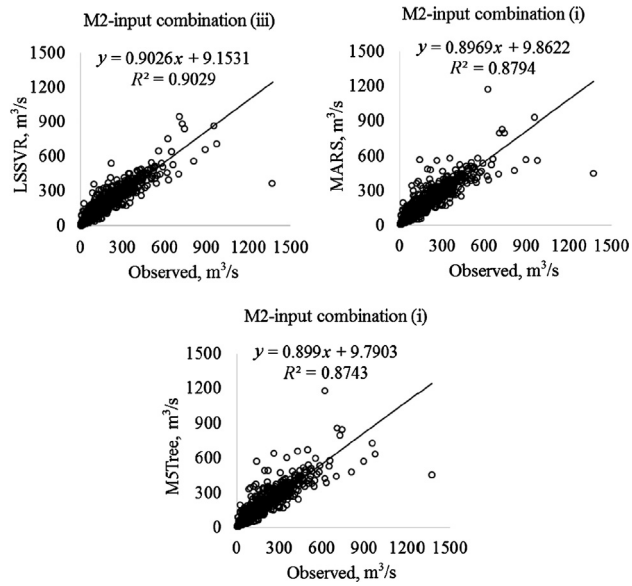 M2-input combination (iii)
y = 0.9026x + 9.1531
R² = 0.9029
LSSVR, m³/s
1500
1200
900
600
300
0
0 300 600 900 1200 1500
Observed, m³/s
M2-input combination (i)
y = 0.8969x + 9.8622
R² = 0.8794
MARS, m³/s
1500
1200
900
600
300
0
0 300 600 900 1200 1500
Observed, m³/s
M2-input combination (i)
y = 0.899x + 9.7903
R² = 0.8743
M5Tree, m³/s
1500
1200
900
600
300
0
0 300 600 900 1200 1500
Observed, m³/s